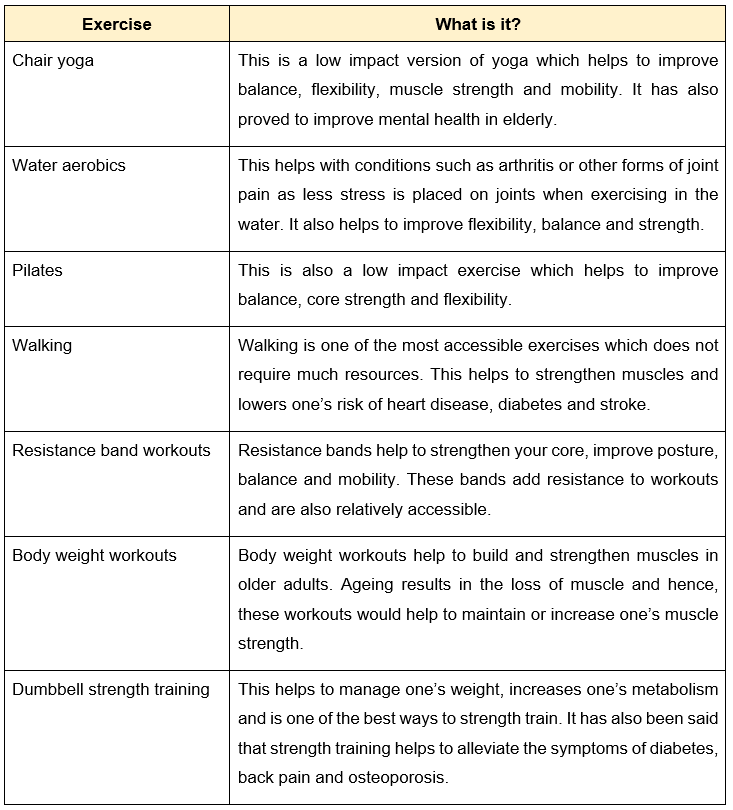 Exercise
What is it?
Chair yoga
This is a low impact version of yoga which helps to improve
balance, flexibility, muscle strength and mobility. It has also
proved to improve mental health in elderly.
Water aerobics
This helps with conditions such as arthritis or other forms of joint
pain as less stress is placed on joints when exercising in the
water. It also helps to improve flexibility, balance and strength.
Pilates
This is also a low impact exercise which helps to improve
balance, core strength and flexibility.
Walking
Walking is one of the most accessible exercises which does not
require much resources. This helps to strengthen muscles and
lowers one’s risk of heart disease, diabetes and stroke.
Resistance band workouts
Resistance bands help to strengthen your core, improve posture,
balance and mobility. These bands add resistance to workouts
and are also relatively accessible.
Body weight workouts
Body weight workouts help to build and strengthen muscles in
older adults. Ageing results in the loss of muscle and hence,
these workouts would help to maintain or increase one’s muscle
strength.
Dumbbell strength training
This helps to manage one’s weight, increases one’s metabolism
and is one of the best ways to strength train. It has also been said
that strength training helps to alleviate the symptoms of diabetes,
back pain and osteoporosis.